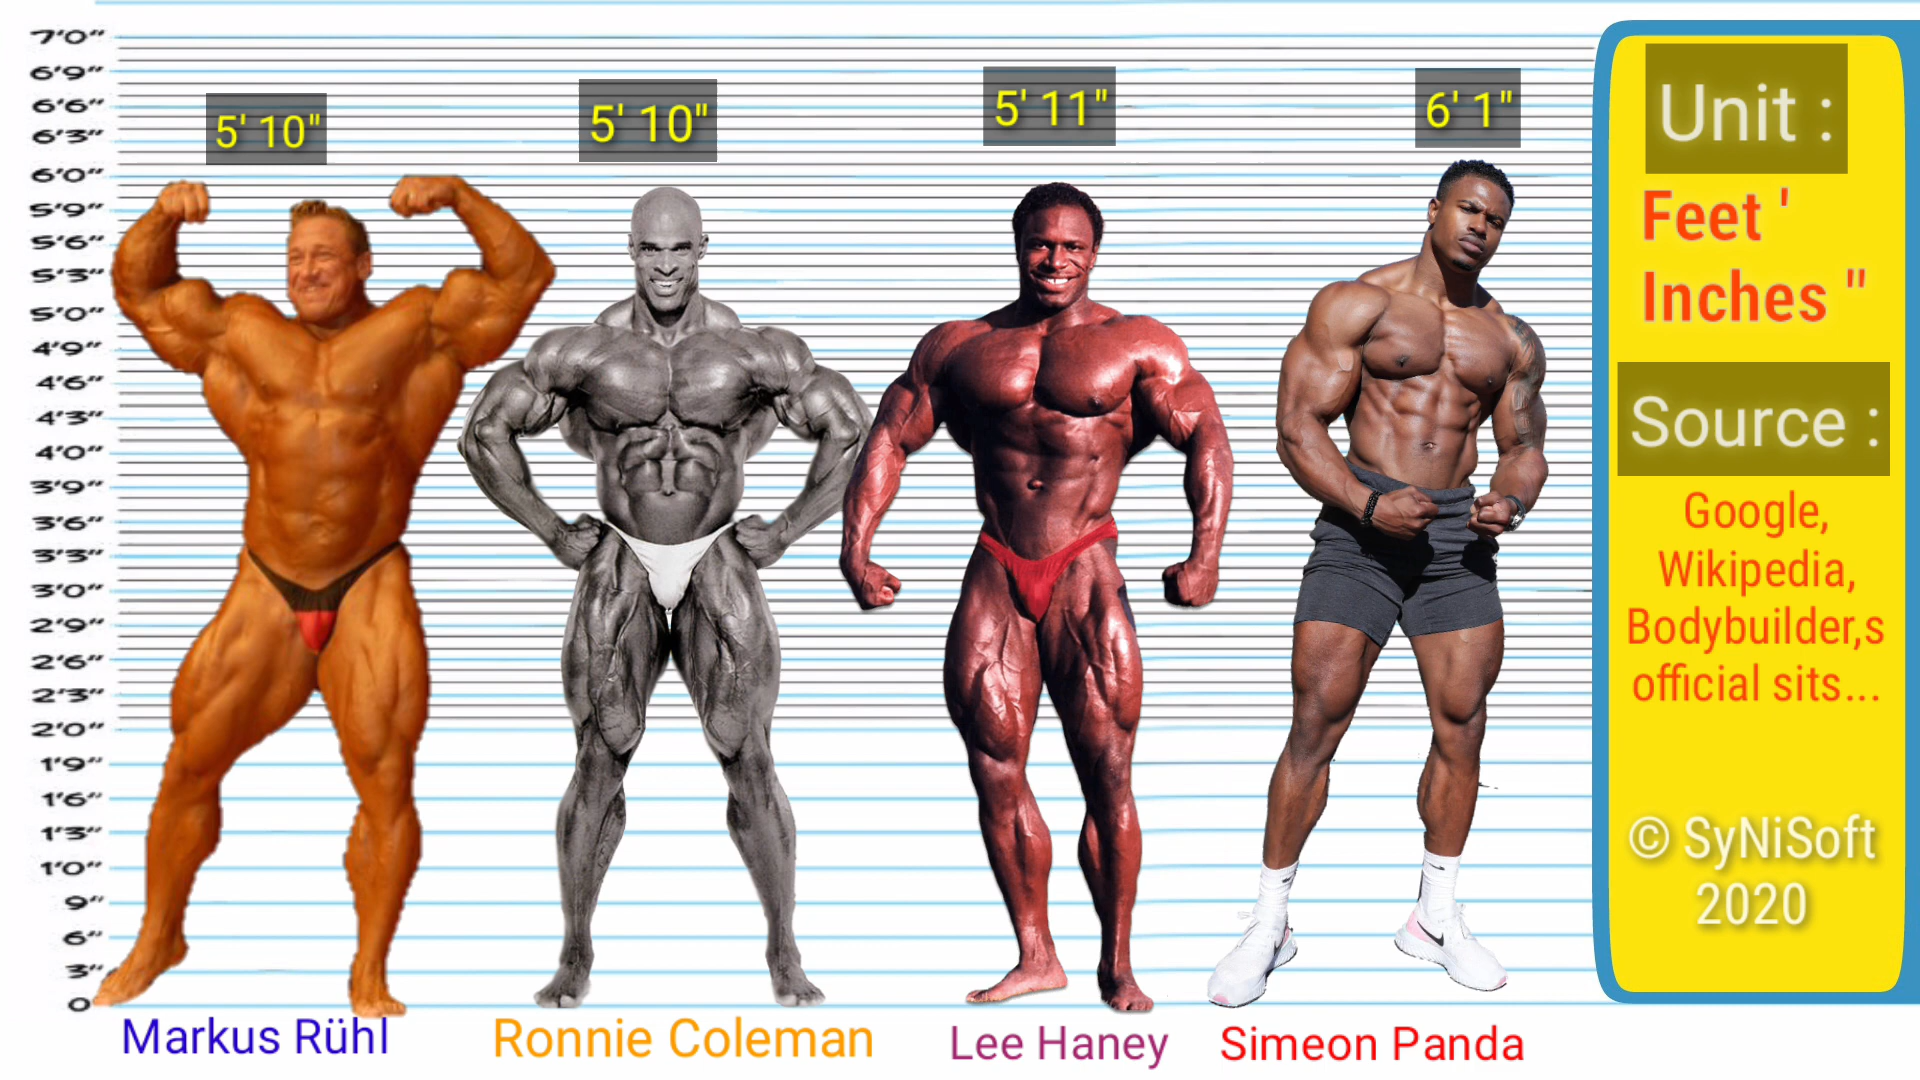 7'0"
6'9"
6'6"
6'3"
6'0"
5'9"
5'6"
5'3"
5'0"
4'9"
4'6"
4'3"
4'0"
3'9"
3'6"
3'3"
3'0"
2'9"
2'6"
2'3"
2'0"
1'9"
1'6"
1'3"
1'0"
9"
6"
3"
0
5' 10"
5' 10"
5' 11"
6' 1"
Markus Rühl
Ronnie Coleman
Lee Haney
Simeon Panda
Unit :
Feet '
Inches "
Source :
Google,
Wikipedia,
Bodybuilder,s
official sits...
© SyNiSoft
2020